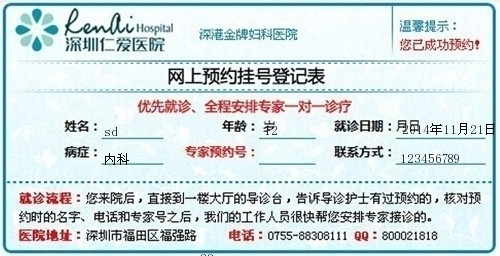 RenAi Hospital
深圳仁爱医院
深港金牌妇科医院
温馨提示：
您已成功预约！
网上预约挂号登记表
优先就诊、全程安排专家一对一诊疗
姓名： sd 年龄： 12 岁 就诊日期： 2014年11月21日 月日
病症： 内科 专家预约号： 联系方式： 123456789
就诊流程：您来院后，直接到一楼大厅的导诊台，告诉导诊护士有过预约的，核对预
约时的名字、电话和专家号之后，我们的工作人员很快帮您安排专家接诊的。
医院地址：深圳市福田区福强路 电话：0755-88308111 QQ：800021818